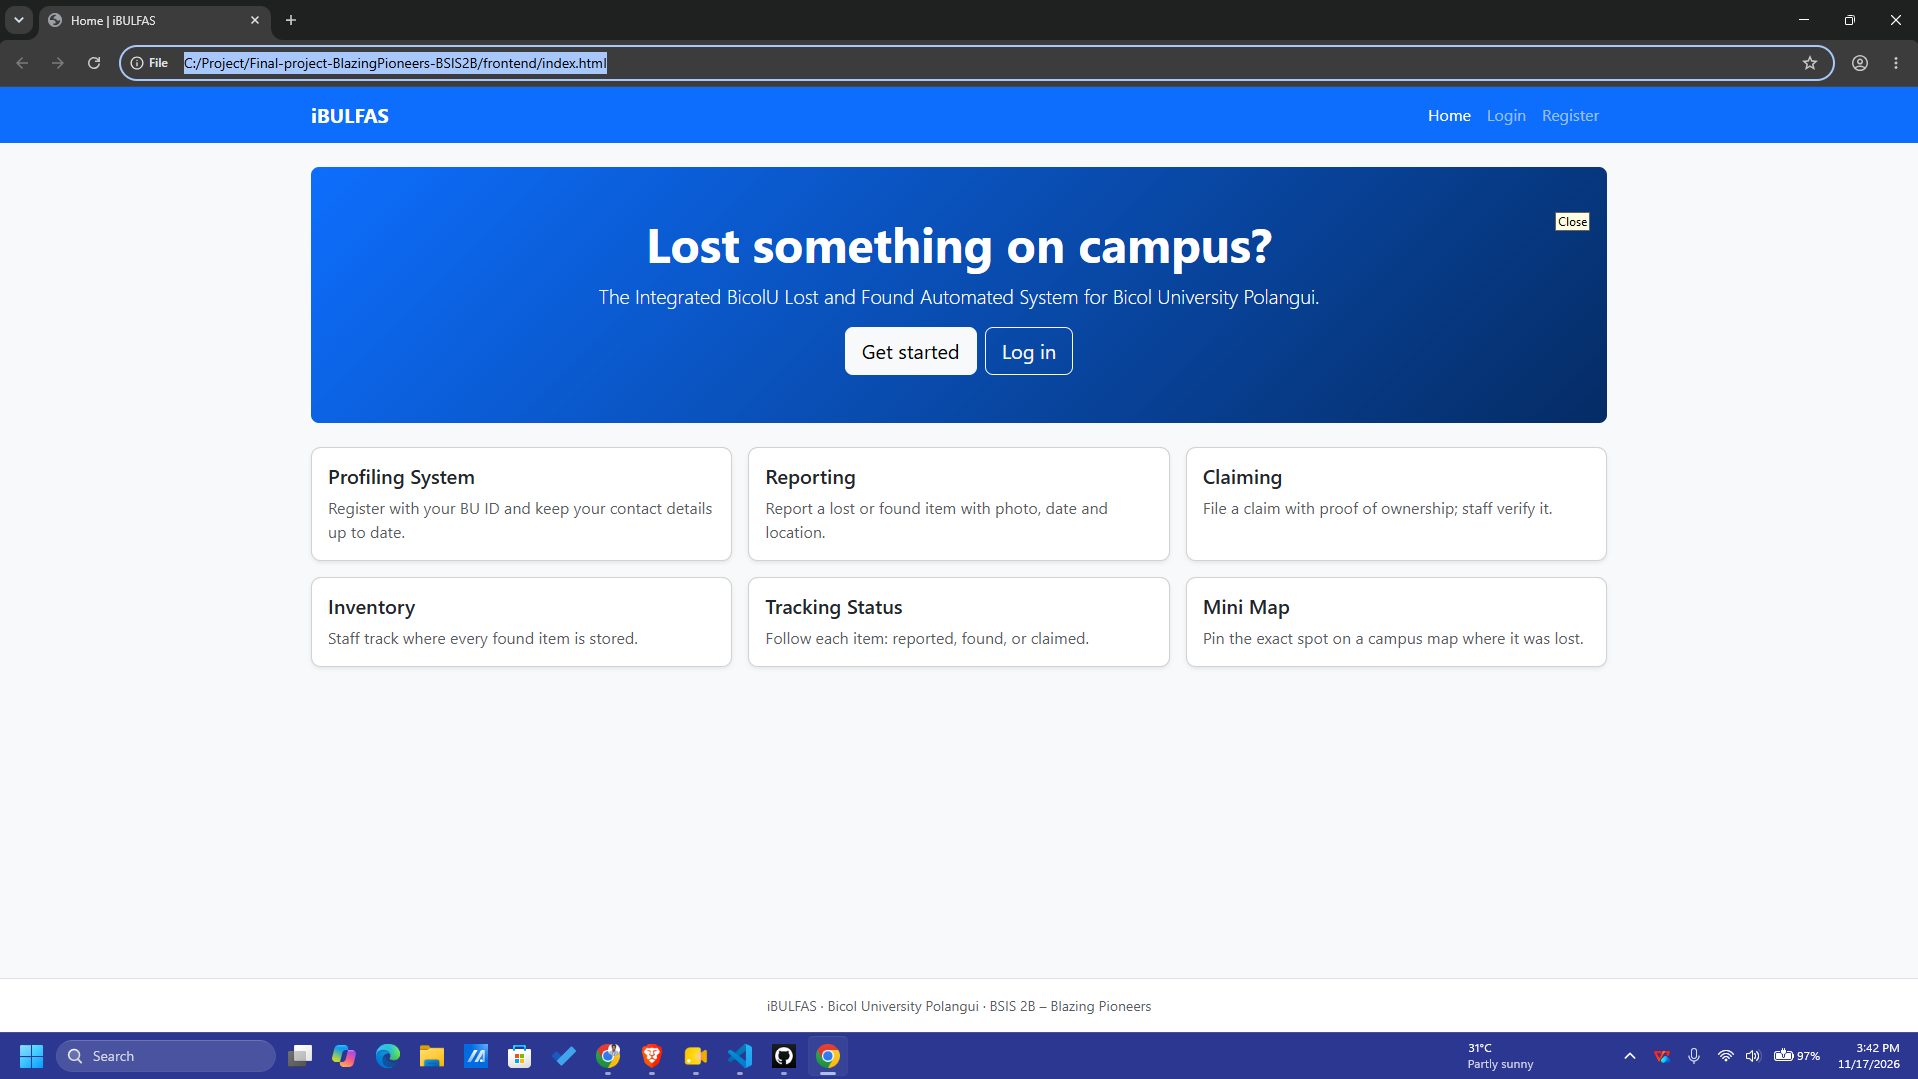 Home | iBULFAS
File
C:/Project/Final-project-BlazingPioneers-BSIS2B/frontend/index.html
iBULFAS
Home
Login
Register
Close
Lost something on campus?
The Integrated BicolU Lost and Found Automated System for Bicol University Polangui.
Get started
Log in
Profiling System
Register with your BU ID and keep your contact details
up to date.
Reporting
Report a lost or found item with photo, date and
location.
Claiming
File a claim with proof of ownership; staff verify it.
Inventory
Staff track where every found item is stored.
Tracking Status
Follow each item: reported, found, or claimed.
Mini Map
Pin the exact spot on a campus map where it was lost.
iBULFAS · Bicol University Polangui · BSIS 2B – Blazing Pioneers
Search
31°C
Partly sunny
97%
3:42 PM
11/17/2026